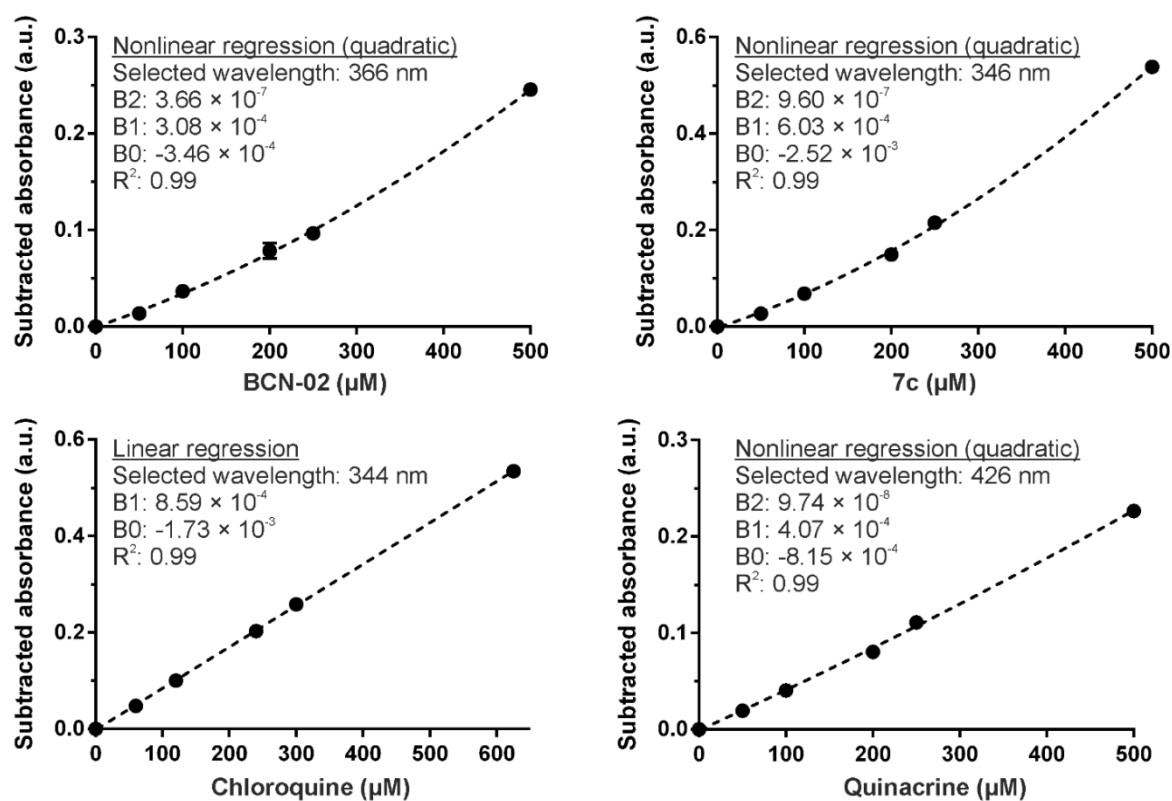 Subtracted absorbance (a.u.)
0.3
0.2
0.1
0.0
Nonlinear regression (quadratic)
Selected wavelength: 366 nm
B2: 3.66 × 10⁻⁷
B1: 3.08 × 10⁻⁴
B0: -3.46 × 10⁻⁴
R²: 0.99
0 100 200 300 400 500
BCN-02 (µM)
Subtracted absorbance (a.u.)
0.6
0.4
0.2
0.0
Nonlinear regression (quadratic)
Selected wavelength: 346 nm
B2: 9.60 × 10⁻⁷
B1: 6.03 × 10⁻⁴
B0: -2.52 × 10⁻³
R²: 0.99
0 100 200 300 400 500
7c (µM)
Subtracted absorbance (a.u.)
0.6
0.4
0.2
0.0
Linear regression
Selected wavelength: 344 nm
B1: 8.59 × 10⁻⁴
B0: -1.73 × 10⁻³
R²: 0.99
0 100 200 300 400 500 600
Chloroquine (µM)
Subtracted absorbance (a.u.)
0.3
0.2
0.1
0.0
Nonlinear regression (quadratic)
Selected wavelength: 426 nm
B2: 9.74 × 10⁻⁸
B1: 4.07 × 10⁻⁴
B0: -8.15 × 10⁻⁴
R²: 0.99
0 100 200 300 400 500
Quinacrine (µM)